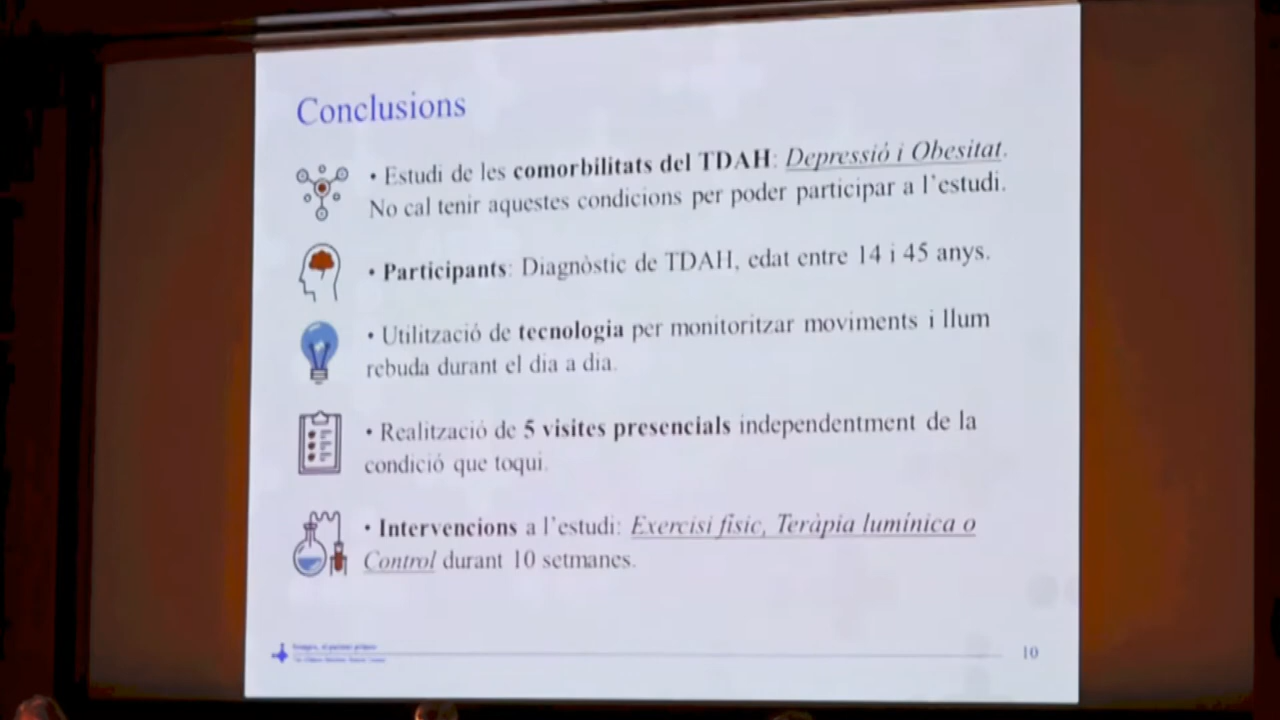 Conclusions
• Estudi de les comorbilitats del TDAH: Depressió i Obesitat.
No cal tenir aquestes condicions per poder participar a l'estudi.
• Participants: Diagnòstic de TDAH, edat entre 14 i 45 anys.
• Utilització de tecnologia per monitoritzar moviments i llum
rebuda durant el dia a dia.
• Realització de 5 visites presencials independentment de la
condició que toqui.
• Intervencions a l'estudi: Exercisi físic, Teràpia lumínica o
Control durant 10 setmanes.
10